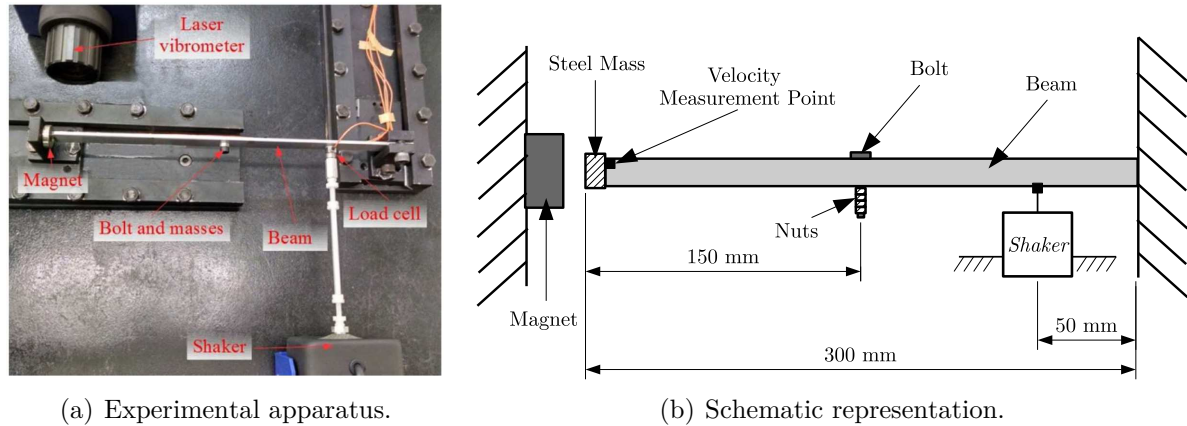 Laser
vibrometer
Magnet
Bolt and masses
Beam
Load cell
Shaker
(a) Experimental apparatus.
Steel Mass
Velocity
Measurement Point
Bolt
Beam
Nuts
Shaker
150 mm
Magnet
50 mm
300 mm
(b) Schematic representation.